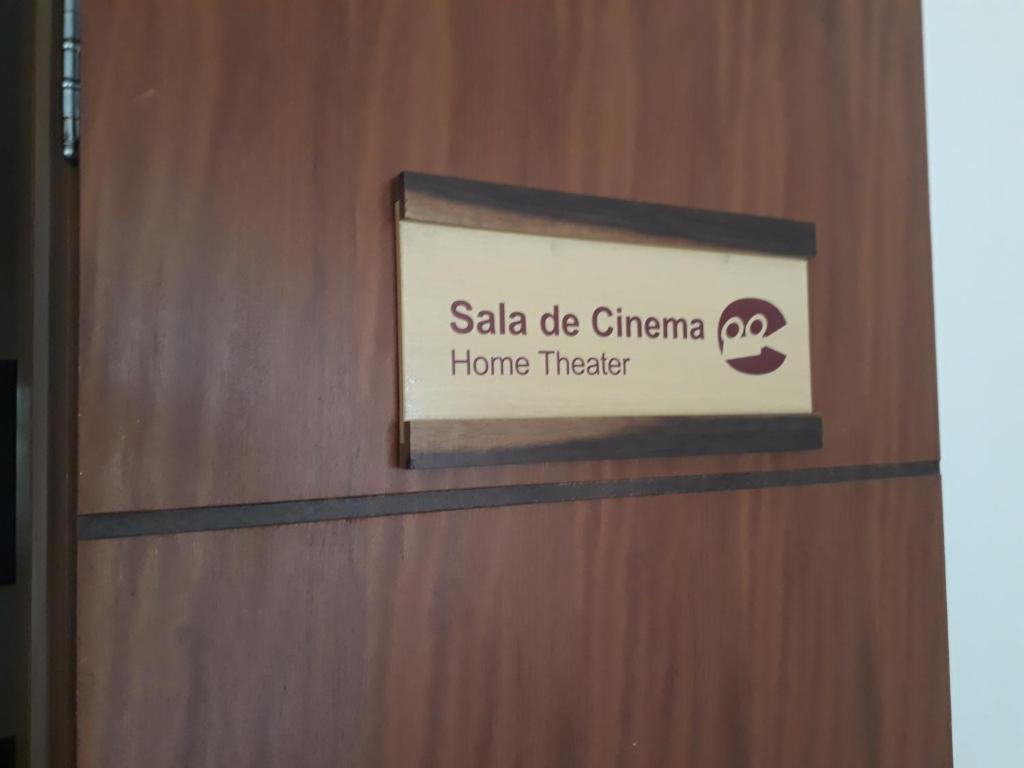 Sala de Cinema
Home Theater